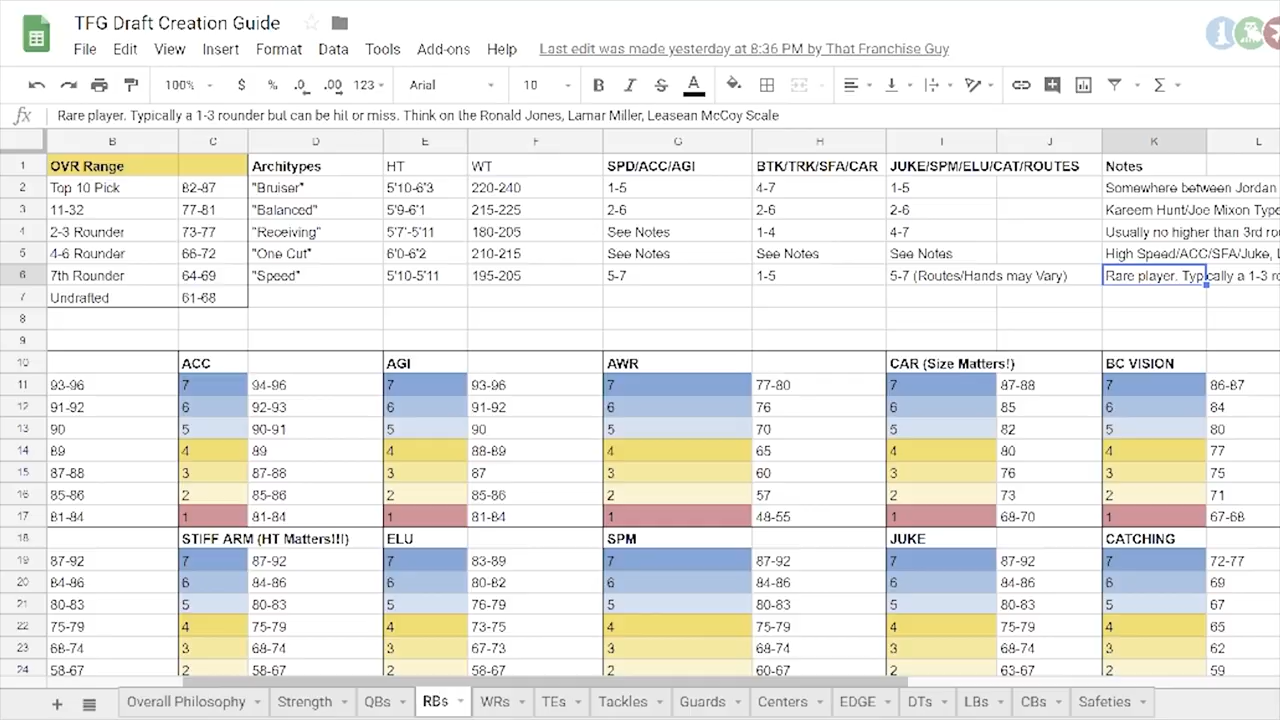 TFG Draft Creation Guide
File Edit View Insert Format Data Tools Add-ons Help Last edit was made yesterday at 8:36 PM by That Franchise Guy
100% $ % .0 .00 123 Arial 10 B I S A
fx Rare player. Typically a 1-3 rounder but can be hit or miss. Think on the Ronald Jones, Lamar Miller, Leasean McCoy Scale
B C D E F G H I J K L
1 OVR Range Architypes HT WT SPD/ACC/AGI BTK/TRK/SFA/CAR JUKE/SPM/ELU/CAT/ROUTES Notes
2 Top 10 Pick 82-87 "Bruiser" 5'10-6'3 220-240 1-5 4-7 1-5 Somewhere between Jordan
3 11-32 77-81 "Balanced" 5'9-6'1 215-225 2-6 2-6 2-6 Kareem Hunt/Joe Mixon Type
4 2-3 Rounder 73-77 "Receiving" 5'7'-5'11 180-205 See Notes 1-4 4-7 Usually no higher than 3rd ro
5 4-6 Rounder 66-72 "One Cut" 6'0-6'2 210-215 See Notes See Notes See Notes High Speed/ACC/SFA/Juke, L
6 7th Rounder 64-69 "Speed" 5'10-5'11 195-205 5-7 1-5 5-7 (Routes/Hands may Vary) Rare player. Typically a 1-3 ro
7 Undrafted 61-68
8
9
10 ACC AGI AWR CAR (Size Matters!) BC VISION
11 93-96 7 94-96 7 93-96 7 77-80 7 87-88 7 86-87
12 91-92 6 92-93 6 91-92 6 76 6 85 6 84
13 90 5 90-91 5 90 5 70 5 82 5 80
14 89 4 89 4 88-89 4 65 4 80 4 77
15 87-88 3 87-88 3 87 3 60 3 76 3 75
16 85-86 2 85-86 2 85-86 2 57 2 73 2 71
17 81-84 1 81-84 1 81-84 1 48-55 1 68-70 1 67-68
18 STIFF ARM (HT Matters!!!) ELU SPM JUKE CATCHING
19 87-92 7 87-92 7 83-89 7 87-92 7 87-92 7 72-77
20 84-86 6 84-86 6 80-82 6 84-86 6 84-86 6 69
21 80-83 5 80-83 5 76-79 5 80-83 5 80-83 5 67
22 75-79 4 75-79 4 73-75 4 75-79 4 75-79 4 65
23 68-74 3 68-74 3 67-73 3 68-74 3 68-74 3 62
24 58-67 2 58-67 2 58-67 2 60-67 2 63-67 2 59
Overall Philosophy Strength QBs RBs WRs TEs Tackles Guards Centers EDGE DTs LBs CBs Safeties